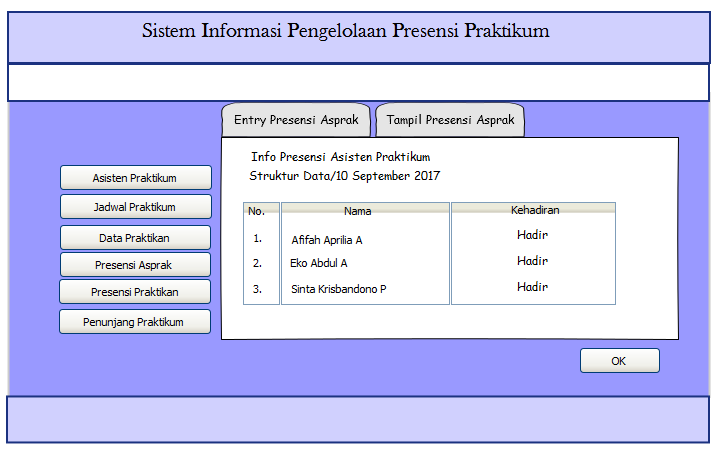 Sistem Informasi Pengelolaan Presensi Praktikum
Entry Presensi Asprak
Tampil Presensi Asprak
Asisten Praktikum
Jadwal Praktikum
Data Praktikan
Presensi Asprak
Presensi Praktikan
Penunjang Praktikum
Info Presensi Asisten Praktikum
Struktur Data/10 September 2017
No. Nama Kehadiran
1. Afifah Aprilia A Hadir
2. Eko Abdul A Hadir
3. Sinta Krisbandono P Hadir
OK